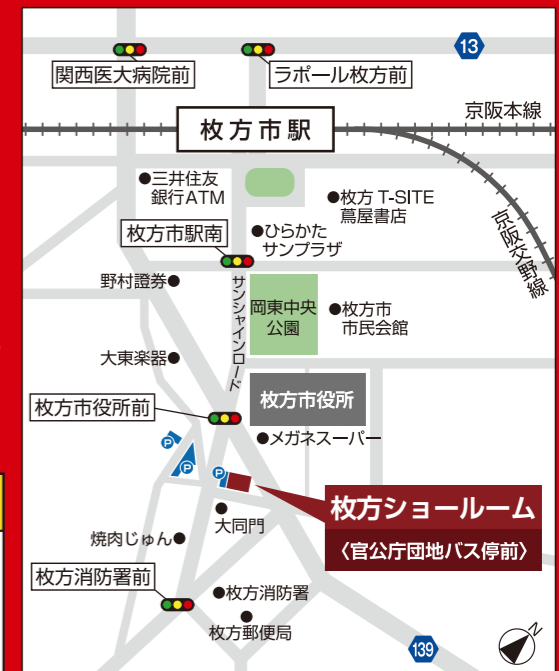 13
関西医大病院前
ラポール枚方前
京阪本線
枚方市駅
三井住友
銀行ATM
枚方 T-SITE
蔦屋書店
京阪交野線
枚方市駅南
ひらかた
サンプラザ
野村證券
サンシャインロード
岡東中央
公園
枚方市
市民会館
大東楽器
枚方市役所前
枚方市役所
メガネスーパー
P
P
P
枚方ショールーム
〈官公庁団地バス停前〉
大同門
焼肉じゅん
枚方消防署前
枚方消防署
枚方郵便局
139
N